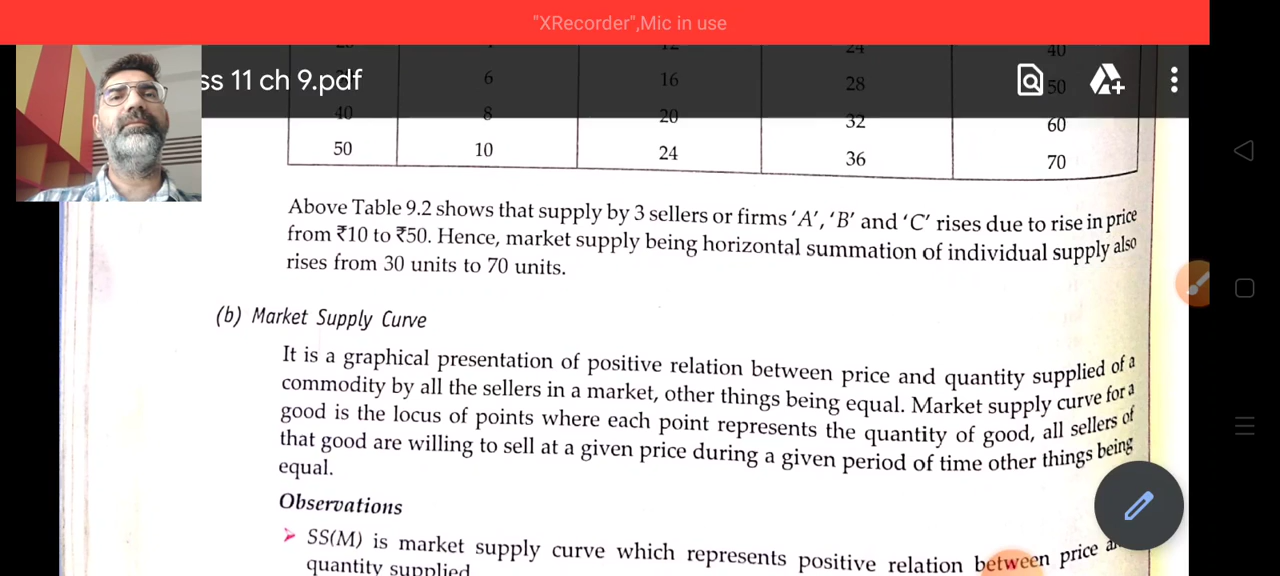 "XRecorder",Mic in use
ss 11 ch 9.pdf
12 24 40
6 16 28 50
40 8 20 32 60
50 10 24 36 70
Above Table 9.2 shows that supply by 3 sellers or firms 'A', 'B' and 'C' rises due to rise in price
from ₹10 to ₹50. Hence, market supply being horizontal summation of individual supply also
rises from 30 units to 70 units.
(b) Market Supply Curve
It is a graphical presentation of positive relation between price and quantity supplied of a
commodity by all the sellers in a market, other things being equal. Market supply curve for a
good is the locus of points where each point represents the quantity of good, all sellers of
that good are willing to sell at a given price during a given period of time other things being
equal.
Observations
➤ SS(M) is market supply curve which represents positive relation between price
quantity supplied